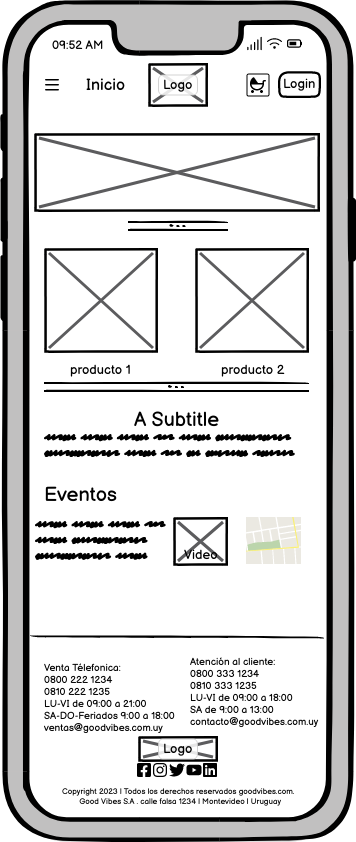 09:52 AM
Inicio
Logo
Login
producto 1
producto 2
A Subtitle
Eventos
Video
Venta Télefonica:
0800 222 1234
0810 222 1235
LU-VI de 09:00 a 21:00
SA-DO-Feriados 9:00 a 18:00
ventas@goodvibes.com.uy
Atención al cliente:
0800 333 1234
0810 333 1235
LU-VI de 09:00 a 18:00
SA de 9:00 a 13:00
contacto@goodvibes.com.uy
Logo
Copyright 2023 | Todos los derechos reservados goodvibes.com.
Good Vibes S.A . calle falsa 1234 | Montevideo | Uruguay